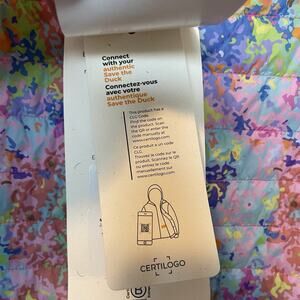 Connect
with your
authentic
Save the
Duck
Connectez-vous
avec votre
authentique
Save the Duck
This product has a
CLG Code.
Find the code on
the product. Scan
the QR or enter the
code manually at
www.certilogo.com
Ce produit a un code
CLG.
Trouvez le code sur le
produit. Scannez le QR
ou entrez le code
manuellement sur
www.certilogo.com
CERTILOGO
B